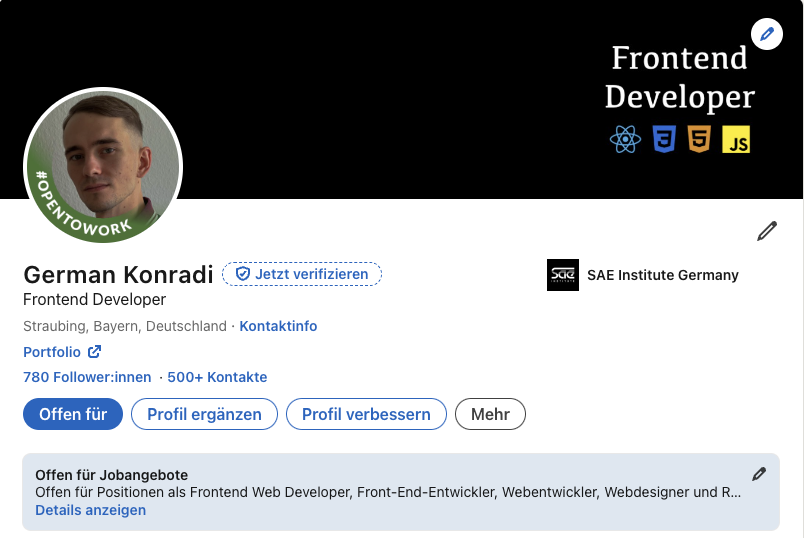 Frontend
Developer
JS
#OPENTOWORK
German Konradi Jetzt verifizieren
Frontend Developer
Straubing, Bayern, Deutschland · Kontaktinfo
Portfolio
780 Follower:innen · 500+ Kontakte
sae
INSTITUTE
SAE Institute Germany
Offen für Profil ergänzen Profil verbessern Mehr
Offen für Jobangebote
Offen für Positionen als Frontend Web Developer, Front-End-Entwickler, Webentwickler, Webdesigner und R...
Details anzeigen